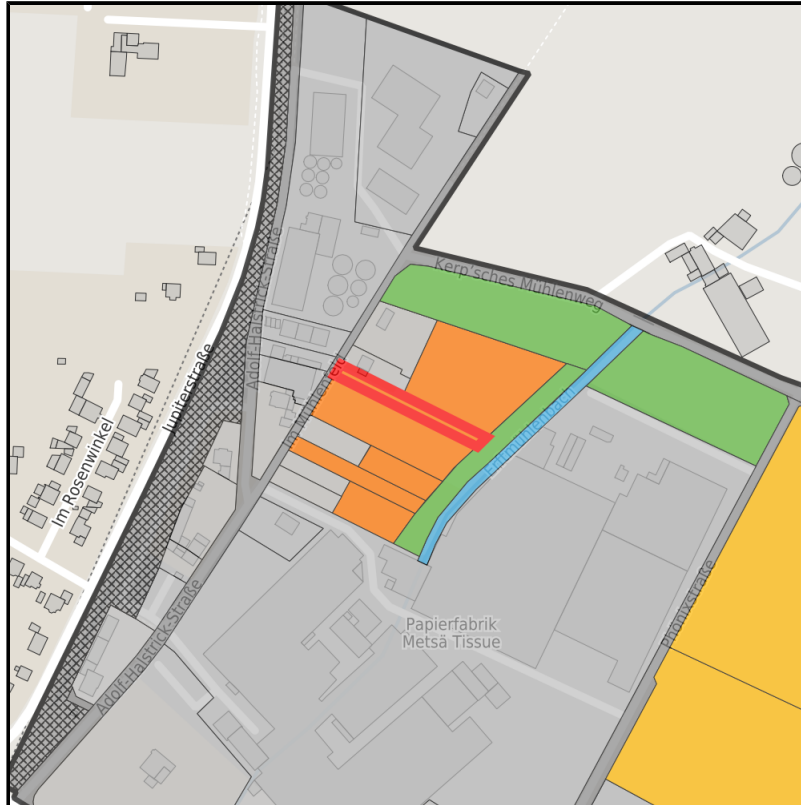 Kerp'sches Mühlenweg
Adolf-Halstrick-Straße
Jupiterstraße
Im Rosenwinkel
Phönixstraße
Adolf-Halstrick-Straße
Papierfabrik
Metsä Tissue